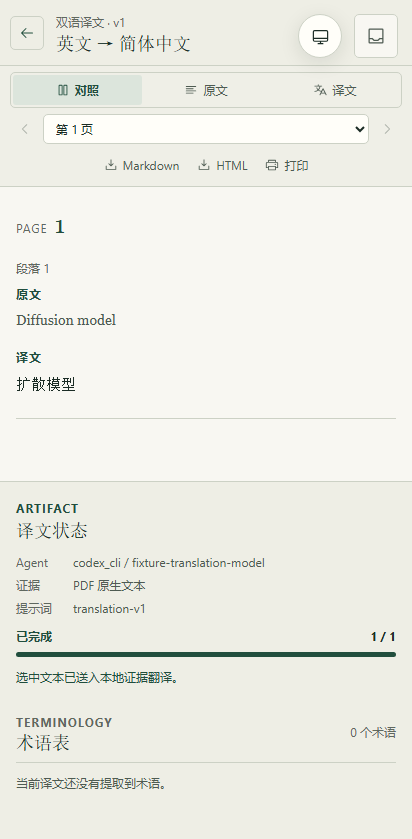 双语译文 · v1
英文 → 简体中文
对照 原文 译文
第 1 页
Markdown HTML 打印
PAGE 1
段落 1
原文
Diffusion model
译文
扩散模型
ARTIFACT
译文状态
Agent codex_cli / fixture-translation-model
证据 PDF 原生文本
提示词 translation-v1
已完成 1 / 1
选中文本已送入本地证据翻译。
TERMINOLOGY
术语表 0 个术语
当前译文还没有提取到术语。